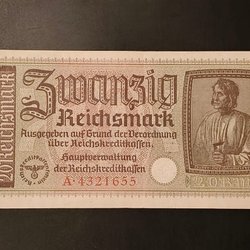 Zwanzig
Reichsmark
Ausgegeben auf Grund der Verordnung
über Reichskreditkassen.
Hauptverwaltung
der Reichskreditkassen
A·4321655
20 Reichsmark